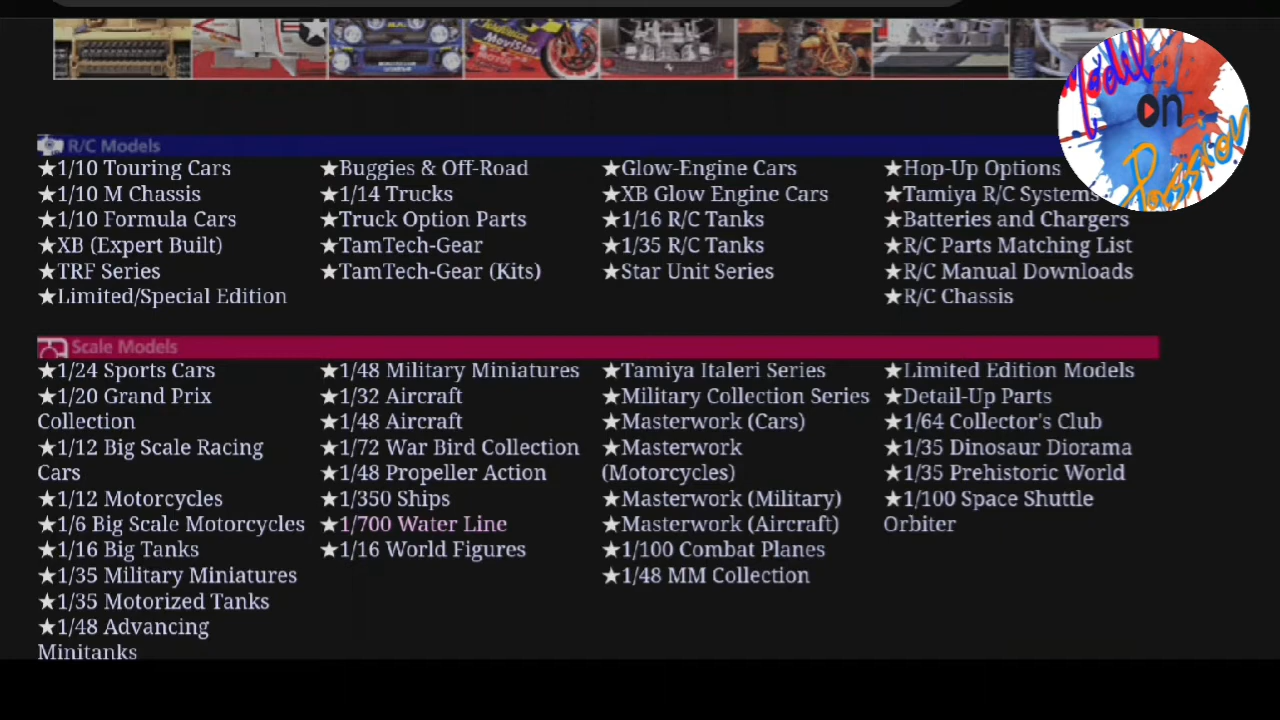 MoviStar
Model
on
Passion
R/C Models
★1/10 Touring Cars
★1/10 M Chassis
★1/10 Formula Cars
★XB (Expert Built)
★TRF Series
★Limited/Special Edition
★Buggies & Off-Road
★1/14 Trucks
★Truck Option Parts
★TamTech-Gear
★TamTech-Gear (Kits)
★Glow-Engine Cars
★XB Glow Engine Cars
★1/16 R/C Tanks
★1/35 R/C Tanks
★Star Unit Series
★Hop-Up Options
★Tamiya R/C Systems
★Batteries and Chargers
★R/C Parts Matching List
★R/C Manual Downloads
★R/C Chassis
Scale Models
★1/24 Sports Cars
★1/20 Grand Prix
Collection
★1/12 Big Scale Racing
Cars
★1/12 Motorcycles
★1/6 Big Scale Motorcycles
★1/16 Big Tanks
★1/35 Military Miniatures
★1/35 Motorized Tanks
★1/48 Advancing
Minitanks
★1/48 Military Miniatures
★1/32 Aircraft
★1/48 Aircraft
★1/72 War Bird Collection
★1/48 Propeller Action
★1/350 Ships
★1/700 Water Line
★1/16 World Figures
★Tamiya Italeri Series
★Military Collection Series
★Masterwork (Cars)
★Masterwork
(Motorcycles)
★Masterwork (Military)
★Masterwork (Aircraft)
★1/100 Combat Planes
★1/48 MM Collection
★Limited Edition Models
★Detail-Up Parts
★1/64 Collector's Club
★1/35 Dinosaur Diorama
★1/35 Prehistoric World
★1/100 Space Shuttle
Orbiter